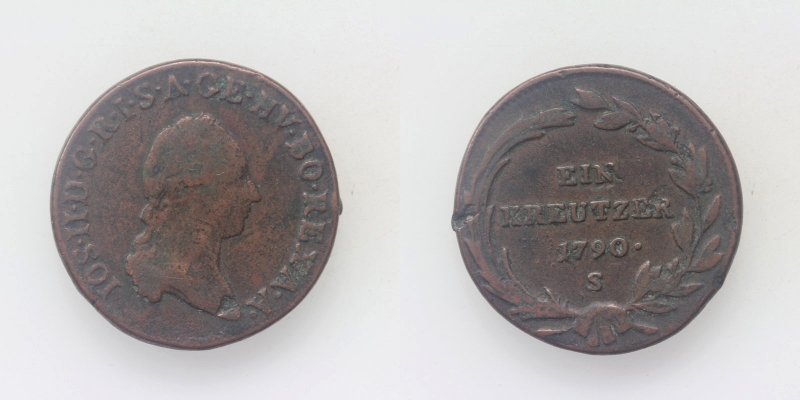 IOS·II·D·G·R·I·S·A·GE·HV·BO·REX·A·A·
EIN
KREUTZER
1790·
S